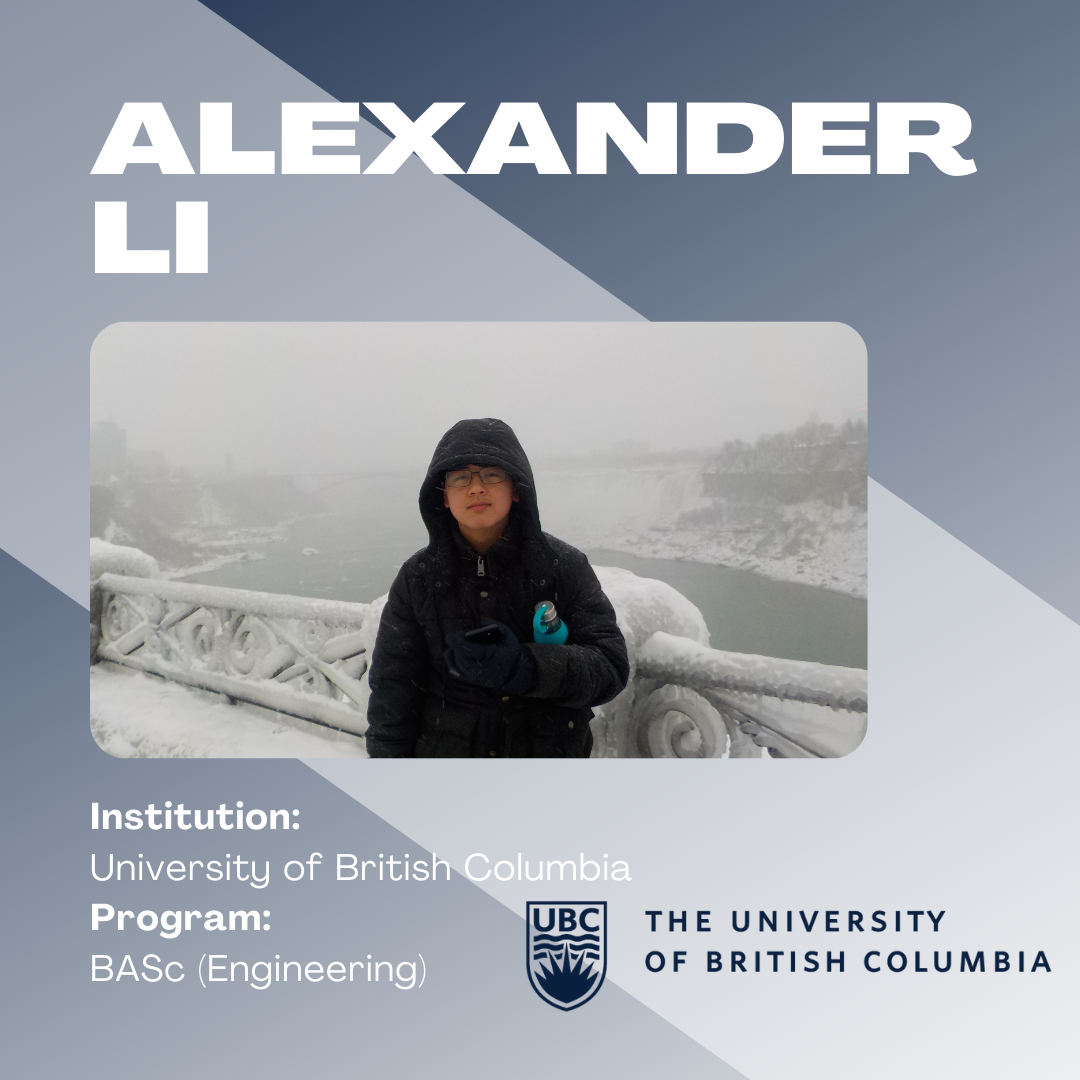 ALEXANDER
LI
Institution:
University of British Columbia
Program:
BASc (Engineering)
UBC
THE UNIVERSITY
OF BRITISH COLUMBIA